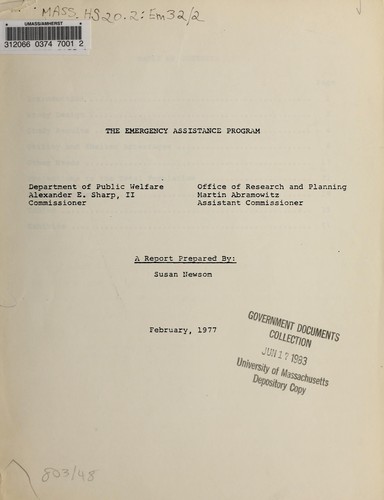 MASS. HS20.2: Em32/2
UMASS/AMHERST
312066 0374 7001 2
THE EMERGENCY ASSISTANCE PROGRAM
Department of Public Welfare
Alexander E. Sharp, II
Commissioner
Office of Research and Planning
Martin Abramowitz
Assistant Commissioner
A Report Prepared By:
Susan Newsom
February, 1977
GOVERNMENT DOCUMENTS
COLLECTION
JUN 17 1983
University of Massachusetts
Depository Copy
803/48